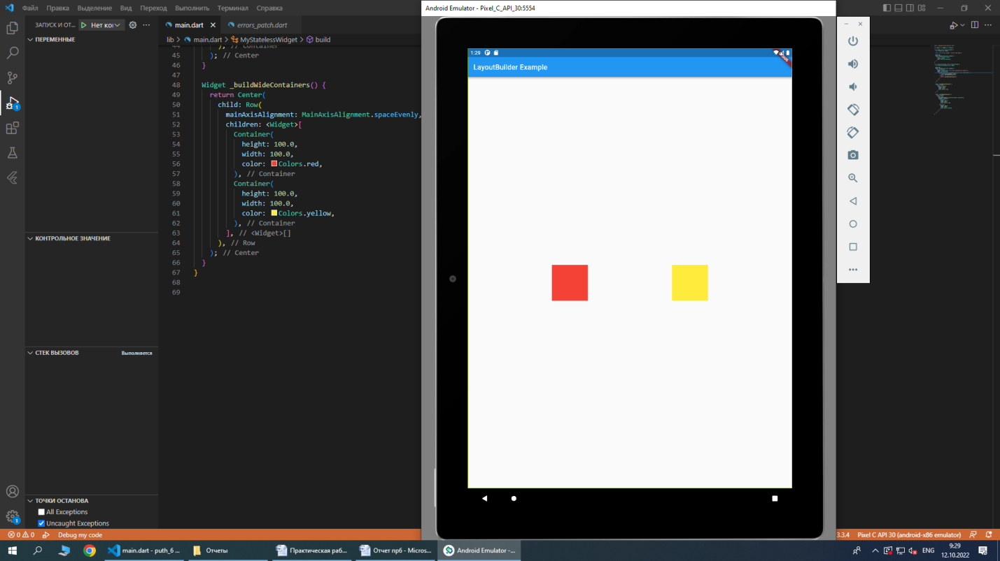 Файл Правка Выделение Вид Переход Выполнить Терминал Справка
ЗАПУСК И ОТ... Нет кон
ПЕРЕМЕННЫЕ
КОНТРОЛЬНОЕ ЗНАЧЕНИЕ
СТЕК ВЫЗОВОВ Выполняется
ТОЧКИ ОСТАНОВА
All Exceptions
Uncaught Exceptions
main.dart errors_patch.dart
lib > main.dart > MyStatelessWidget > build
44 ), // Container
45 ); // Center
46 }
47
48 Widget _buildWideContainers() {
49 return Center(
50 child: Row(
51 mainAxisAlignment: MainAxisAlignment.spaceEvenly,
52 children: <Widget>[
53 Container(
54 height: 100.0,
55 width: 100.0,
56 color: Colors.red,
57 ), // Container
58 Container(
59 height: 100.0,
60 width: 100.0,
61 color: Colors.yellow,
62 ), // Container
63 ], // <Widget>[]
64 ), // Row
65 ); // Center
66 }
67 }
68
69
Android Emulator - Pixel_C_API_30:5554
1:29
LayoutBuilder Example
1
1
0 0 Debug my code
3.3.4 Pixel C API 30 (android-x86 emulator)
main.dart - puth_6 ... Отчеты Практическая раб... Отчет пр6 - Micros... Android Emulator -...
ENG
9:29
12.10.2022